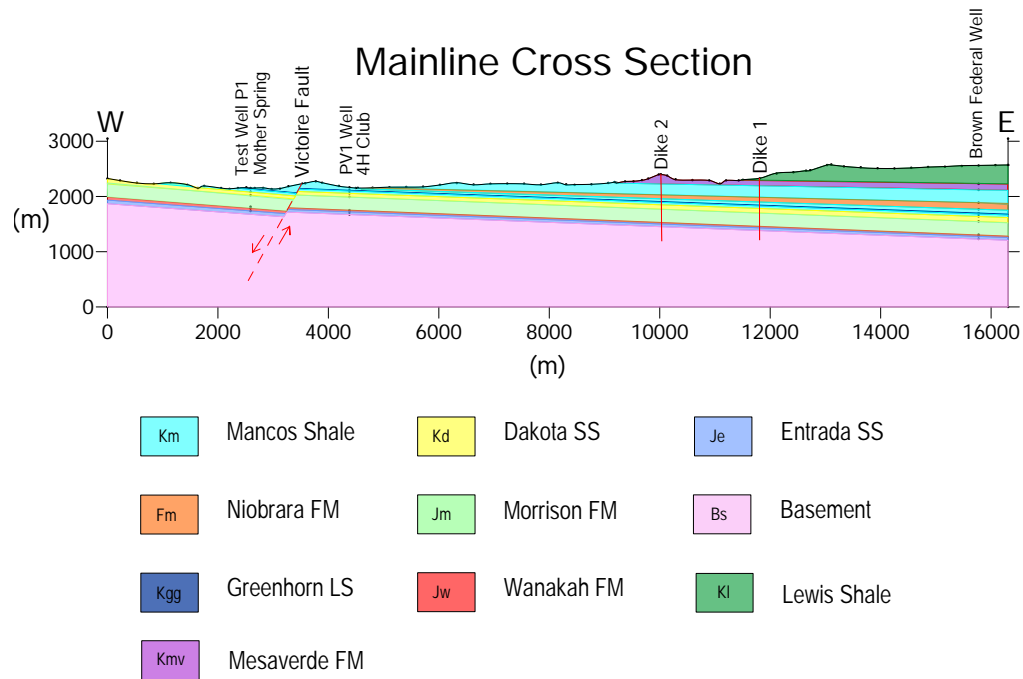 Mainline Cross Section
W
E
Test Well P1
Mother Spring
Victoire Fault
PV1 Well
4H Club
Dike 2
Dike 1
Brown Federal Well
3000
2000
1000
0
(m)
0
2000
4000
6000
8000
10000
12000
14000
16000
(m)
Km Mancos Shale
Kd Dakota SS
Je Entrada SS
Fm Niobrara FM
Jm Morrison FM
Bs Basement
Kgg Greenhorn LS
Jw Wanakah FM
Kl Lewis Shale
Kmv Mesaverde FM